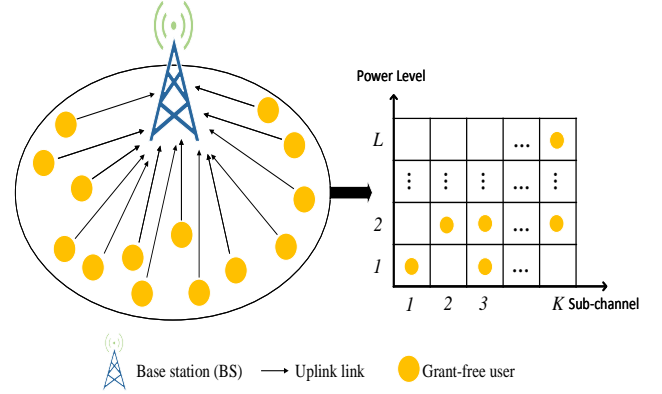 Power Level
L
...
⋮ ⋮ ⋮ ... ⋮
2
...
1
...
1 2 3 K Sub-channel
Base station (BS) Uplink link Grant-free user